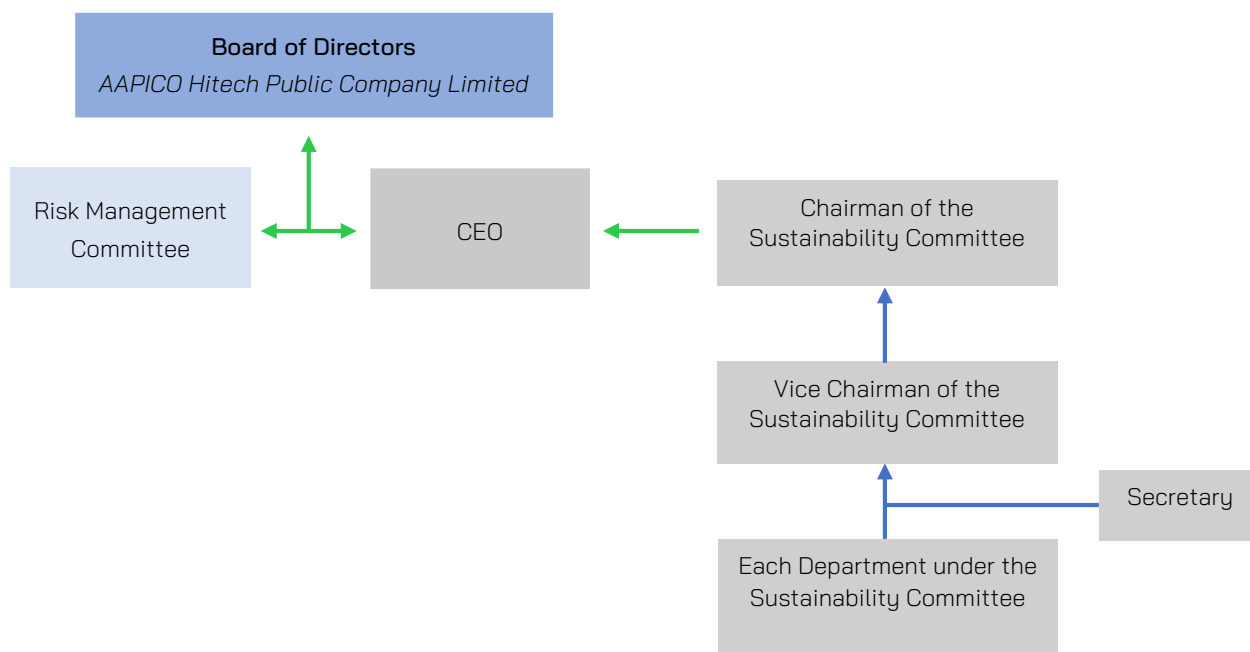 Board of Directors
AAPICO Hitech Public Company Limited
Risk Management
Committee
CEO
Chairman of the
Sustainability Committee
Vice Chairman of the
Sustainability Committee
Secretary
Each Department under the
Sustainability Committee